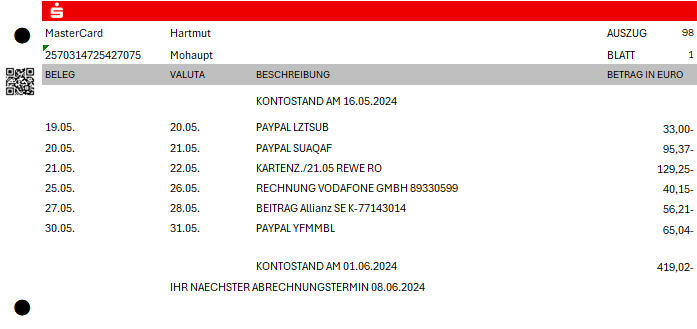 MasterCard Hartmut AUSZUG 98
2570314725427075 Mohaupt BLATT 1
BELEG VALUTA BESCHREIBUNG BETRAG IN EURO
KONTOSTAND AM 16.05.2024
19.05. 20.05. PAYPAL LZTSUB 33,00-
20.05. 21.05. PAYPAL SUAQAF 95,37-
21.05. 22.05. KARTENZ./21.05 REWE RO 129,25-
25.05. 26.05. RECHNUNG VODAFONE GMBH 89330599 40,15-
27.05. 28.05. BEITRAG Allianz SE K-77143014 56,21-
30.05. 31.05. PAYPAL YFMMBL 65,04-
KONTOSTAND AM 01.06.2024 419,02-
IHR NAECHSTER ABRECHNUNGSTERMIN 08.06.2024